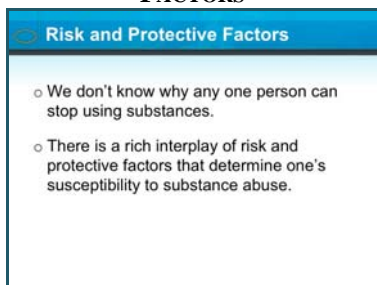 FACTORS
Risk and Protective Factors
o We don't know why any one person can
stop using substances.
o There is a rich interplay of risk and
protective factors that determine one's
susceptibility to substance abuse.